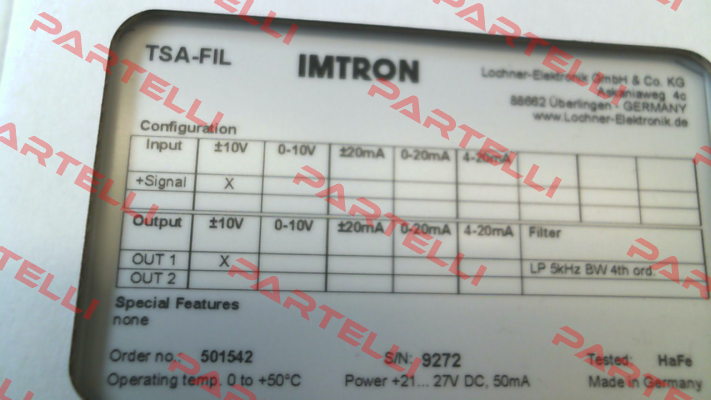 TSA-FIL IMTRON Lochner-Elektronik GmbH & Co. KG
Askaniaweg 4c
88662 Überlingen - GERMANY
www.Lochner-Elektronik.de
Configuration
Input ±10V 0-10V ±20mA 0-20mA 4-20mA
+Signal X
Output ±10V 0-10V ±20mA 0-20mA 4-20mA Filter
OUT 1 X LP 5kHz BW 4th ord.
OUT 2
Special Features
none
Order no.: 501542 S/N: 9272 Tested: HaFe
Operating temp. 0 to +50°C Power +21... 27V DC, 50mA Made in Germany
PARTELLI
PARTELLI
PARTELLI
PARTELLI
PARTELLI
PARTELLI